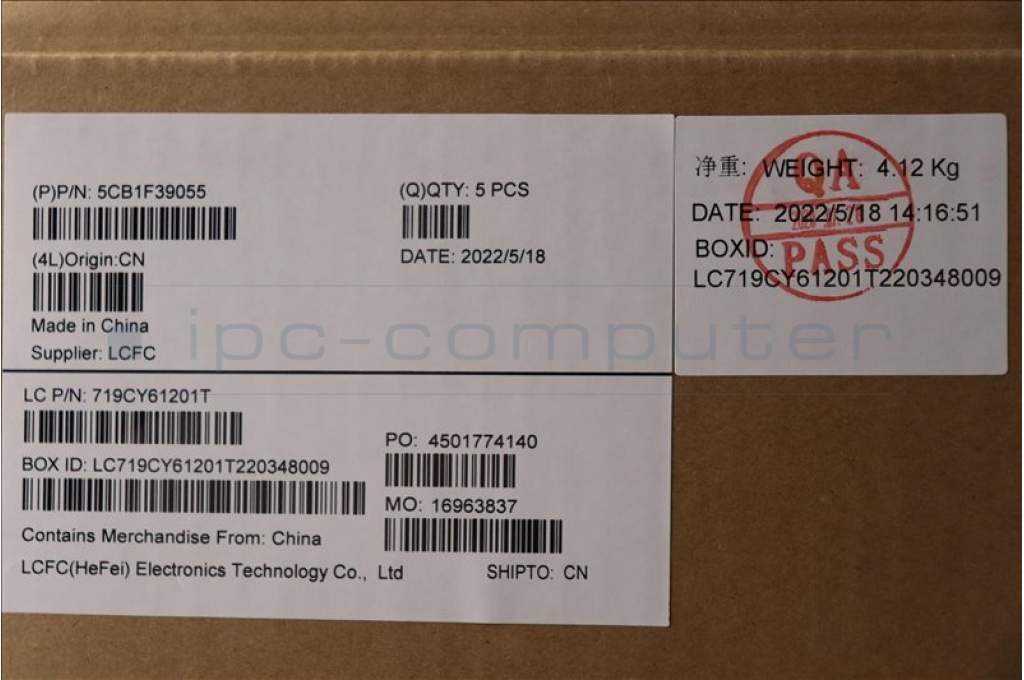 (P)P/N: 5CB1F39055
(Q)QTY: 5 PCS
(4L)Origin:CN
DATE: 2022/5/18
Made in China
Supplier: LCFC
LC P/N: 719CY61201T
PO: 4501774140
BOX ID: LC719CY61201T220348009
MO: 16963837
Contains Merchandise From: China
LCFC(HeFei) Electronics Technology Co., Ltd SHIPTO: CN
净重: WEIGHT: 4.12 Kg
DATE: 2022/5/18 14:16:51
BOXID:
LC719CY61201T220348009
QA
PASS
ipc-computer